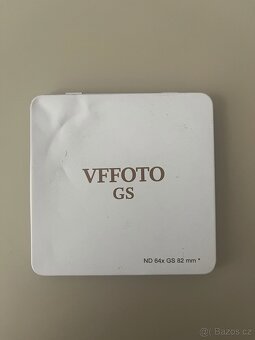 VFFOTO
GS
ND 64x GS 82 mm *
Bazos.cz